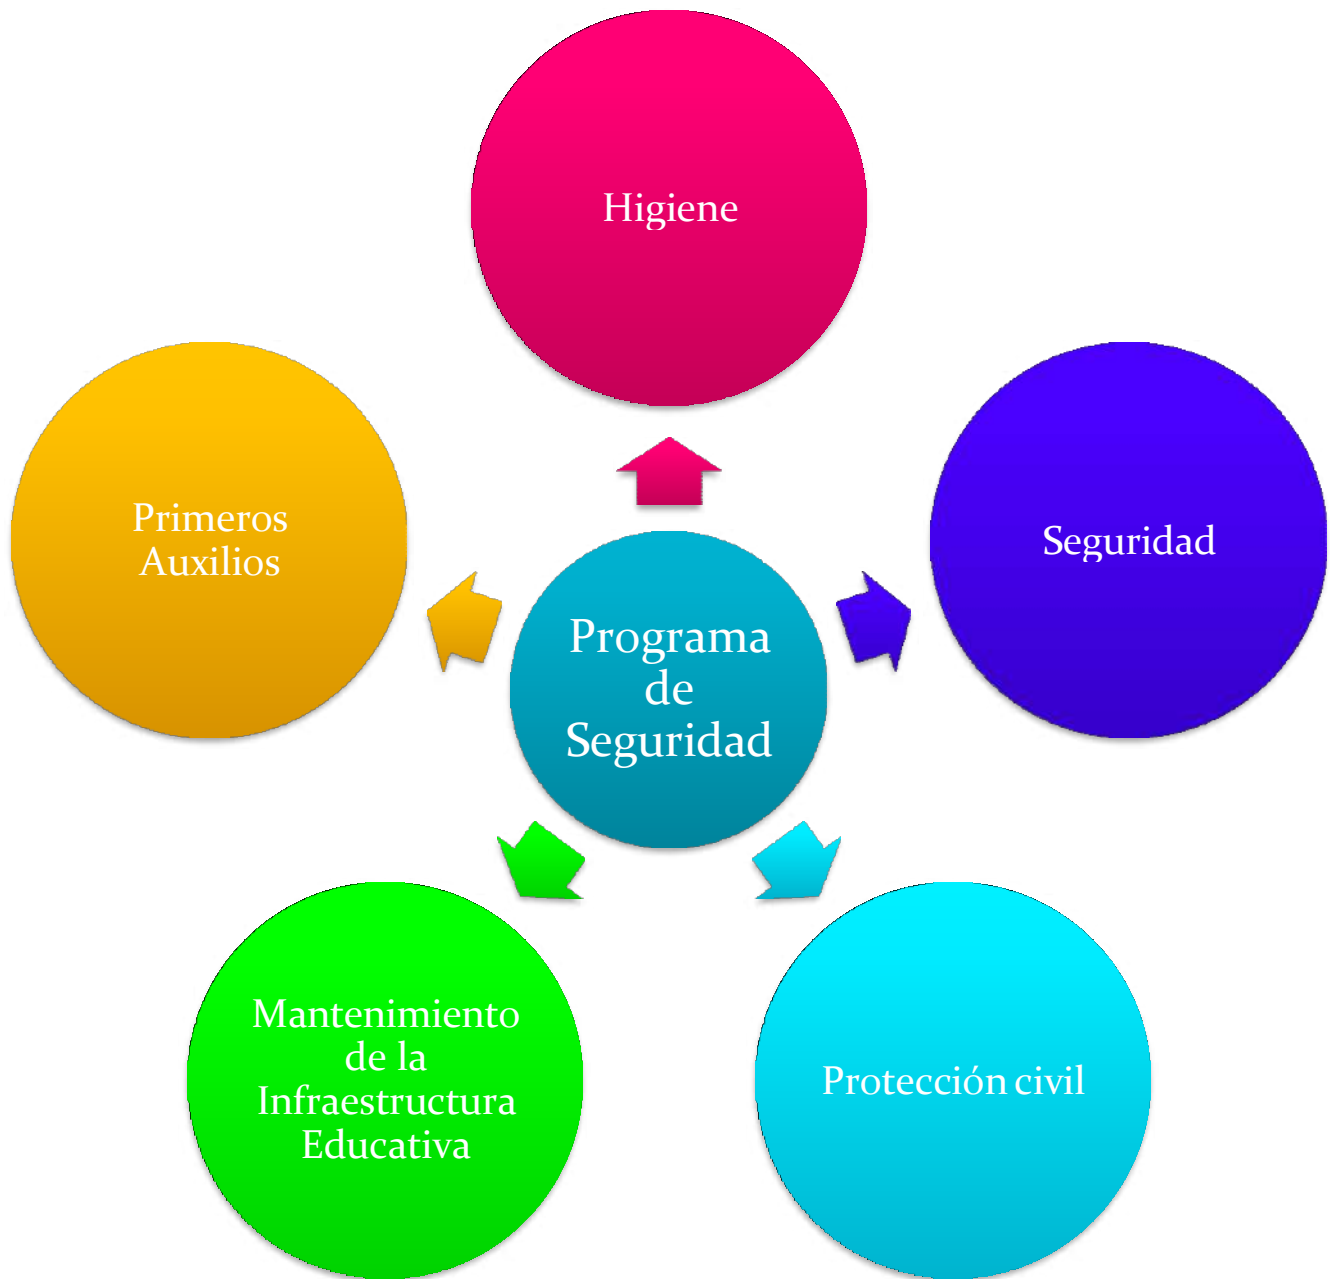 Higiene
Primeros
Auxilios
Seguridad
Programa
de
Seguridad
Mantenimiento
de la
Infraestructura
Educativa
Protección civil